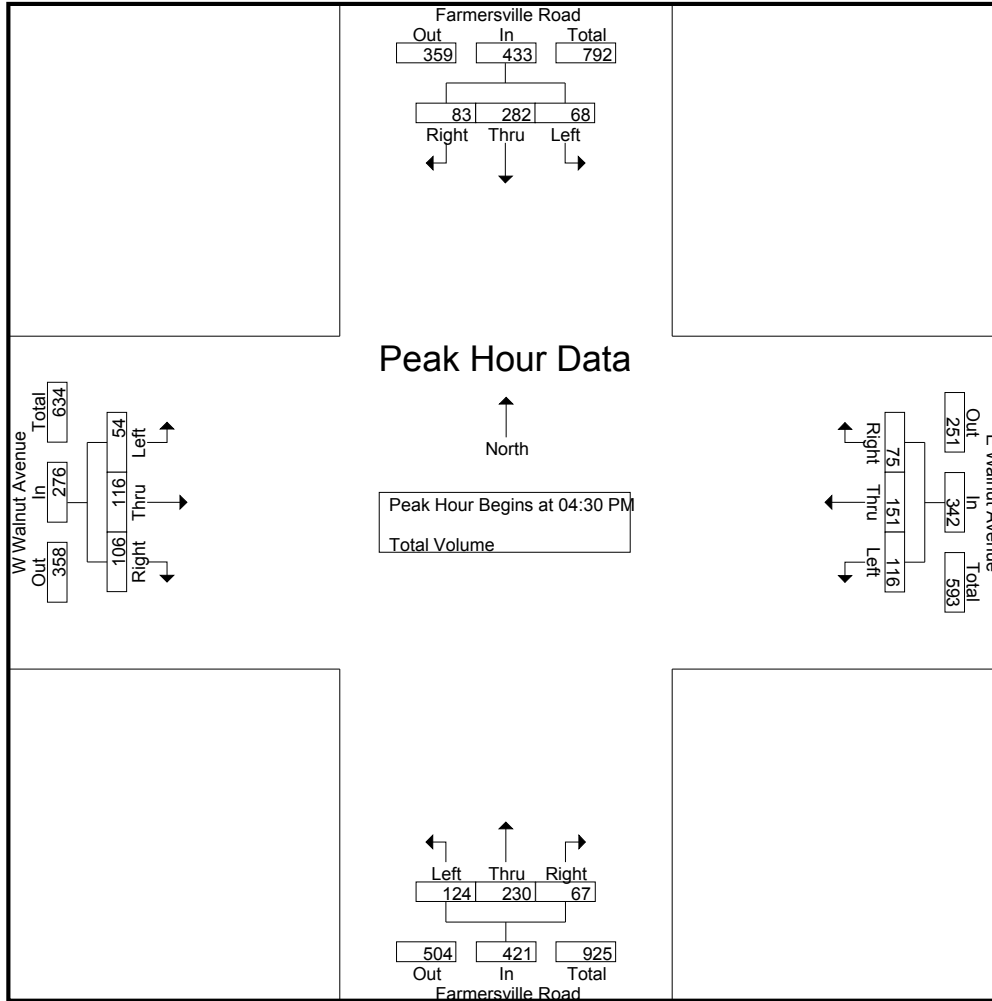 Farmersville Road
Out In Total
359 433 792
83 282 68
Right Thru Left
Peak Hour Data
North
Peak Hour Begins at 04:30 PM
Total Volume
W Walnut Avenue
Out In Total
358 276 634
Right Thru Left
106 116 54
E Walnut Avenue
Out In Total
251 342 593
Right Thru Left
75 151 116
Left Thru Right
124 230 67
504 421 925
Out In Total
Farmersville Road